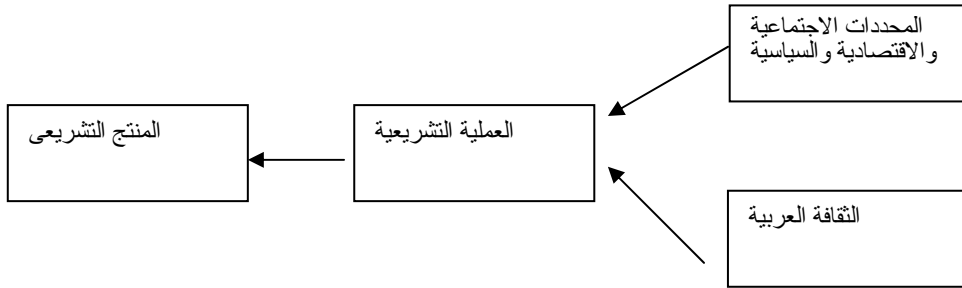 المحددات الاجتماعية
والاقتصادية والسياسية
العملية التشريعية
المنتج التشريعى
الثقافة العربية